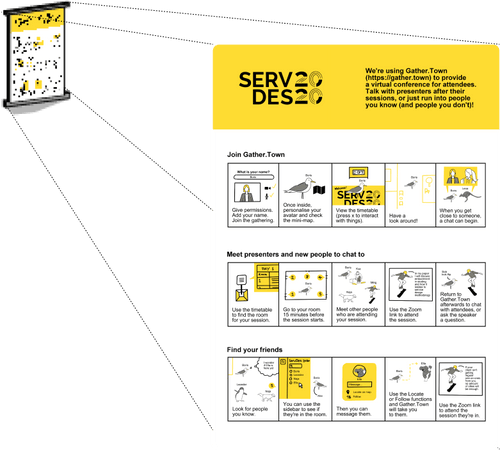 SERV20
DES20
We're using Gather.Town
(https://gather.town) to provide
a virtual conference for attendees.
Talk with presenters after their
sessions, or just run into people
you know (and people you don't)!
Join Gather.Town
What is your name?
Give permissions.
Add your name.
Join the gathering.
Once inside,
personalise your
avatar and check
the mini-map.
SERV20
DES20
View the timetable
(press x to interact
with things).
Have a
look around!
When you get
close to someone,
a chat can begin.
Meet presenters and new people to chat to
Use the timetable
to find the room
for your session.
Go to your room
15 minutes before
the session starts.
Meet other people
who are attending
your session.
Use the Zoom
link to attend
the session.
Return to
Gather.Town
afterwards to chat
with attendees, or
ask the speaker a
question.
Find your friends
Look for people
you know.
You can use the
sidebar to see if
they're in the room.
Then you can
message them.
Use the Locate
or Follow functions
and Gather.Town
will take you
to them.
Use the Zoom link
to attend the
session they're in.